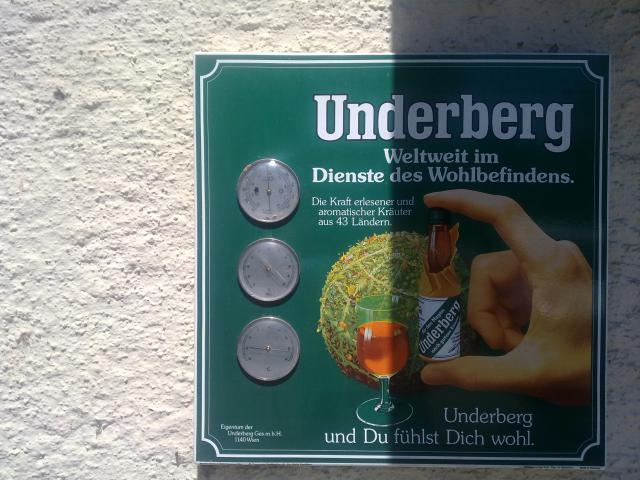 Underberg
Weltweit im
Dienste des Wohlbefindens.
Die Kraft erlesener und
aromatischer Kräuter
aus 43 Ländern.
Underberg
Underberg
und Du fühlst Dich wohl.
Eigentum der
Underberg Ges.m.b.H.
1140 Wien